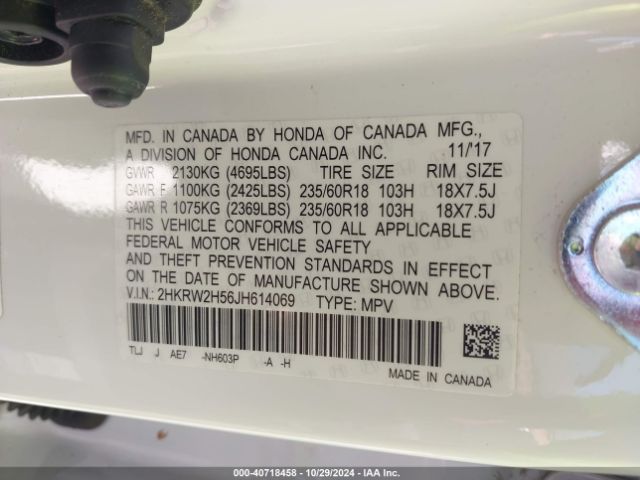 MFD. IN CANADA BY HONDA OF CANADA MFG.,
A DIVISION OF HONDA CANADA INC. 11/'17
GVWR 2130KG (4695LBS) TIRE SIZE RIM SIZE
GAWR F 1100KG (2425LBS) 235/60R18 103H 18X7.5J
GAWR R 1075KG (2369LBS) 235/60R18 103H 18X7.5J
THIS VEHICLE CONFORMS TO ALL APPLICABLE
FEDERAL MOTOR VEHICLE SAFETY
AND THEFT PREVENTION STANDARDS IN EFFECT
ON THE DATE OF MANUFACTURE SHOWN ABOVE.
V.I.N.: 2HKRW2H56JH614069 TYPE: MPV
TLJ J AE7 -NH603P -A -H
MADE IN CANADA
000-40718458 - 10/29/2024 - IAA Inc.